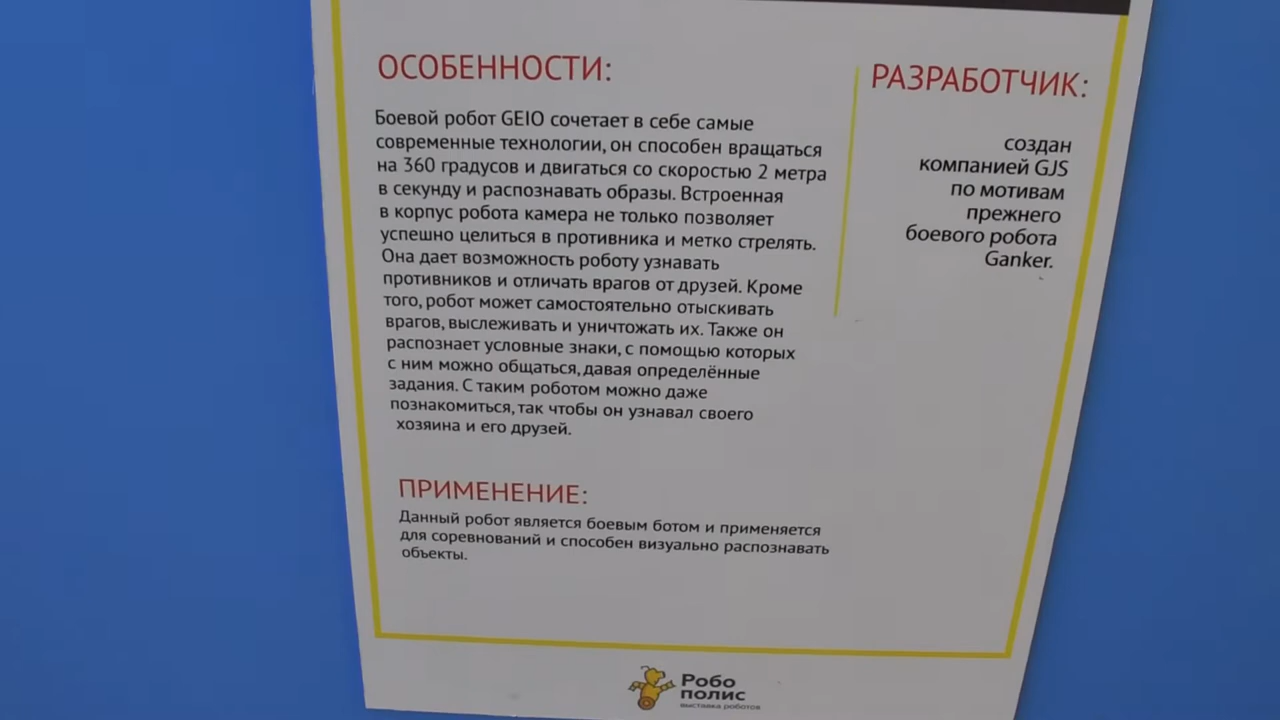 ОСОБЕННОСТИ:
Боевой робот GEIO сочетает в себе самые
современные технологии, он способен вращаться
на 360 градусов и двигаться со скоростью 2 метра
в секунду и распознавать образы. Встроенная
в корпус робота камера не только позволяет
успешно целиться в противника и метко стрелять.
Она дает возможность роботу узнавать
противников и отличать врагов от друзей. Кроме
того, робот может самостоятельно отыскивать
врагов, выслеживать и уничтожать их. Также он
распознает условные знаки, с помощью которых
с ним можно общаться, давая определённые
задания. С таким роботом можно даже
познакомиться, так чтобы он узнавал своего
хозяина и его друзей.
РАЗРАБОТЧИК:
создан
компанией GJS
по мотивам
прежнего
боевого робота
Ganker.
ПРИМЕНЕНИЕ:
Данный робот является боевым ботом и применяется
для соревнований и способен визуально распознавать
объекты.
Робо
полис
выставка роботов